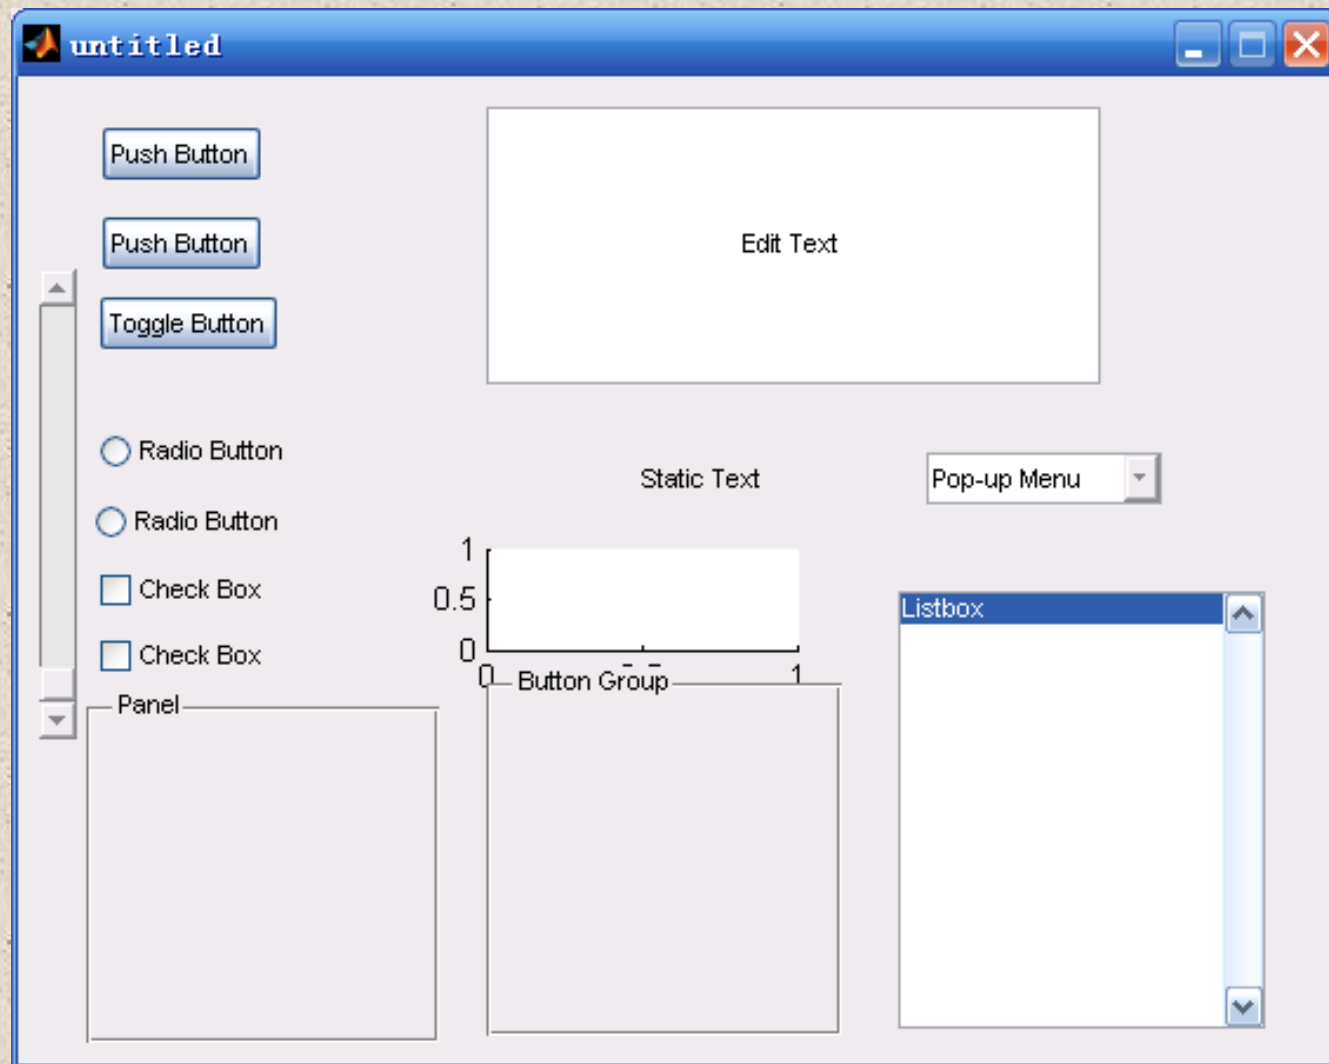 untitled
Push Button
Push Button
Edit Text
Toggle Button
Radio Button
Static Text
Pop-up Menu
Radio Button
1
Check Box
0.5
Listbox
Check Box
0
0
1
Button Group
Panel